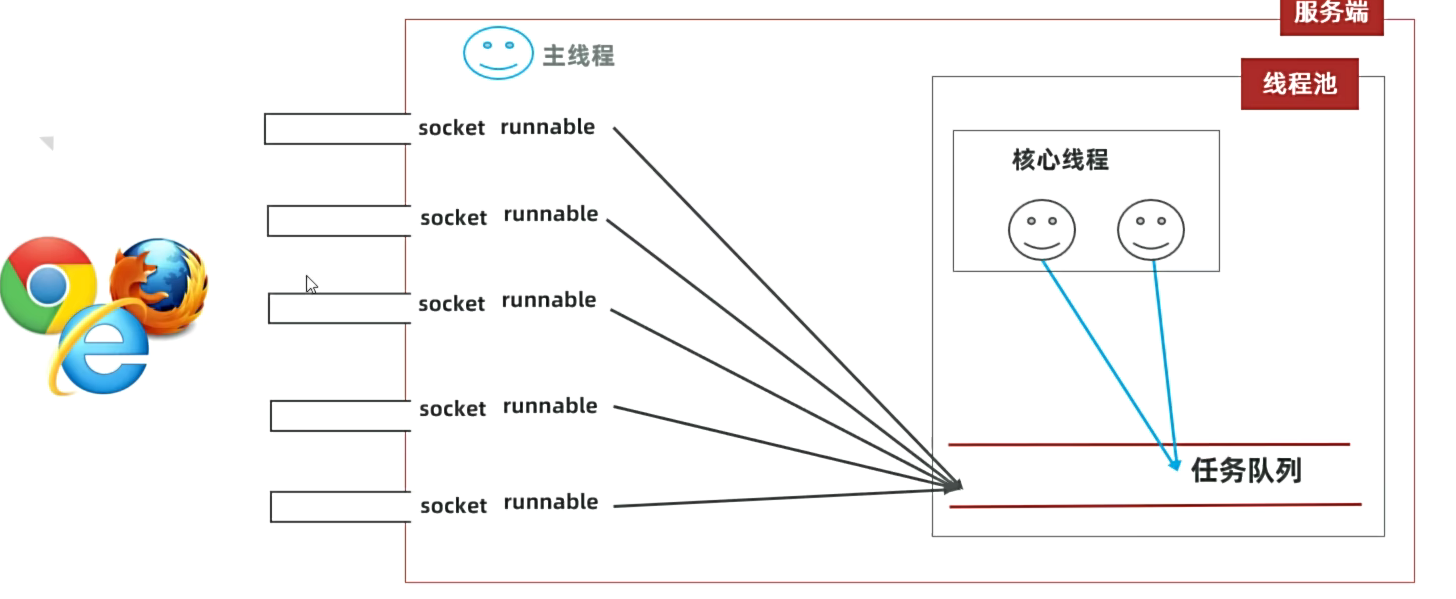 服务端
主线程
线程池
socket runnable
核心线程
socket runnable
socket runnable
socket runnable
任务队列
socket runnable